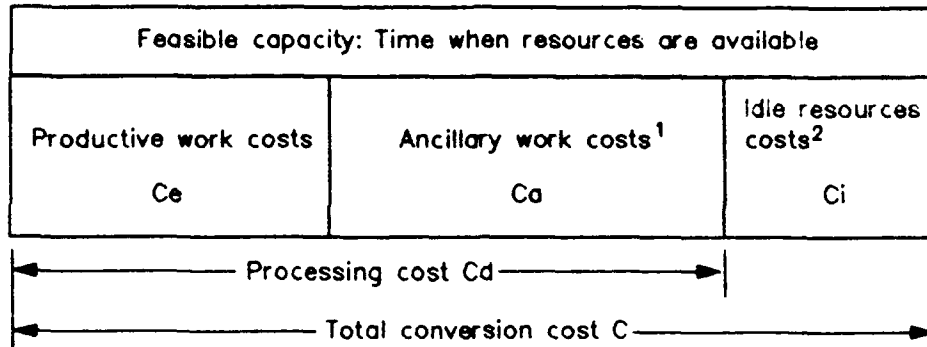 Feasible capacity: Time when resources are available
Productive work costs
Ce
Ancillary work costs¹
Ca
Idle resources
costs²
Ci
Processing cost Cd
Total conversion cost C